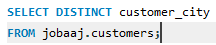 SELECT DISTINCT customer_city
FROM jobaaj.customers;